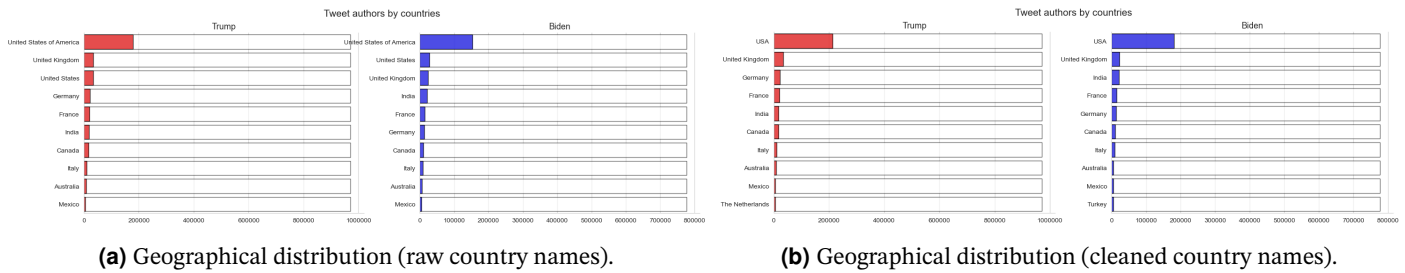 Tweet authors by countries
Trump
United States of America
United Kingdom
United States
Germany
France
India
Canada
Italy
Australia
Mexico
0 200000 400000 600000 800000 1000000
Biden
United States of America
United States
United Kingdom
India
France
Germany
Canada
Italy
Australia
Mexico
0 100000 200000 300000 400000 500000 600000 700000 800000
(a) Geographical distribution (raw country names).
Tweet authors by countries
Trump
USA
United Kingdom
Germany
France
India
Canada
Italy
Australia
Mexico
The Netherlands
0 200000 400000 600000 800000 1000000
Biden
USA
United Kingdom
India
France
Germany
Canada
Italy
Australia
Mexico
Turkey
0 100000 200000 300000 400000 500000 600000 700000 800000
(b) Geographical distribution (cleaned country names).